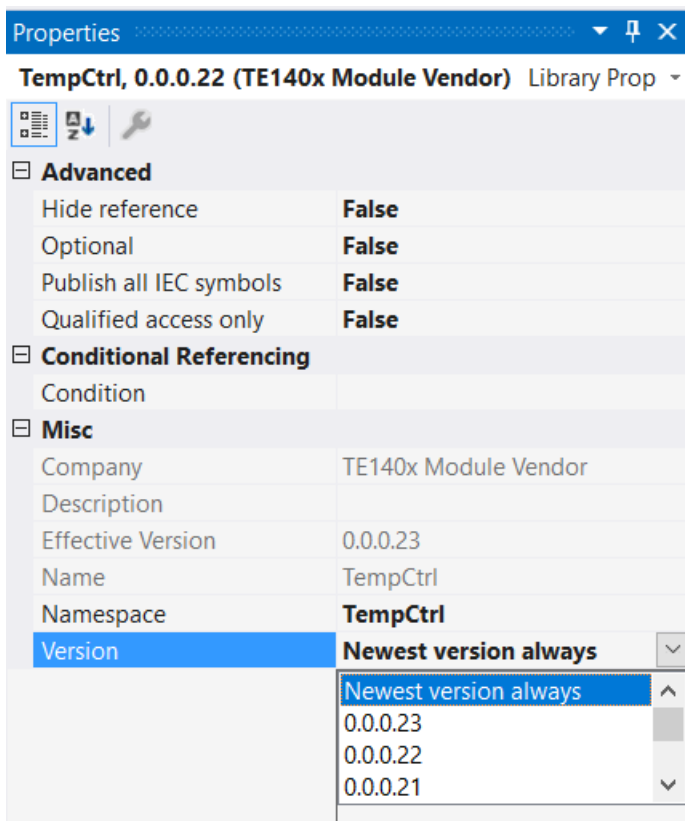 Properties
TempCtrl, 0.0.0.22 (TE140x Module Vendor) Library Prop
Advanced
Hide reference False
Optional False
Publish all IEC symbols False
Qualified access only False
Conditional Referencing
Condition
Misc
Company TE140x Module Vendor
Description
Effective Version 0.0.0.23
Name TempCtrl
Namespace TempCtrl
Version Newest version always
Newest version always
0.0.0.23
0.0.0.22
0.0.0.21